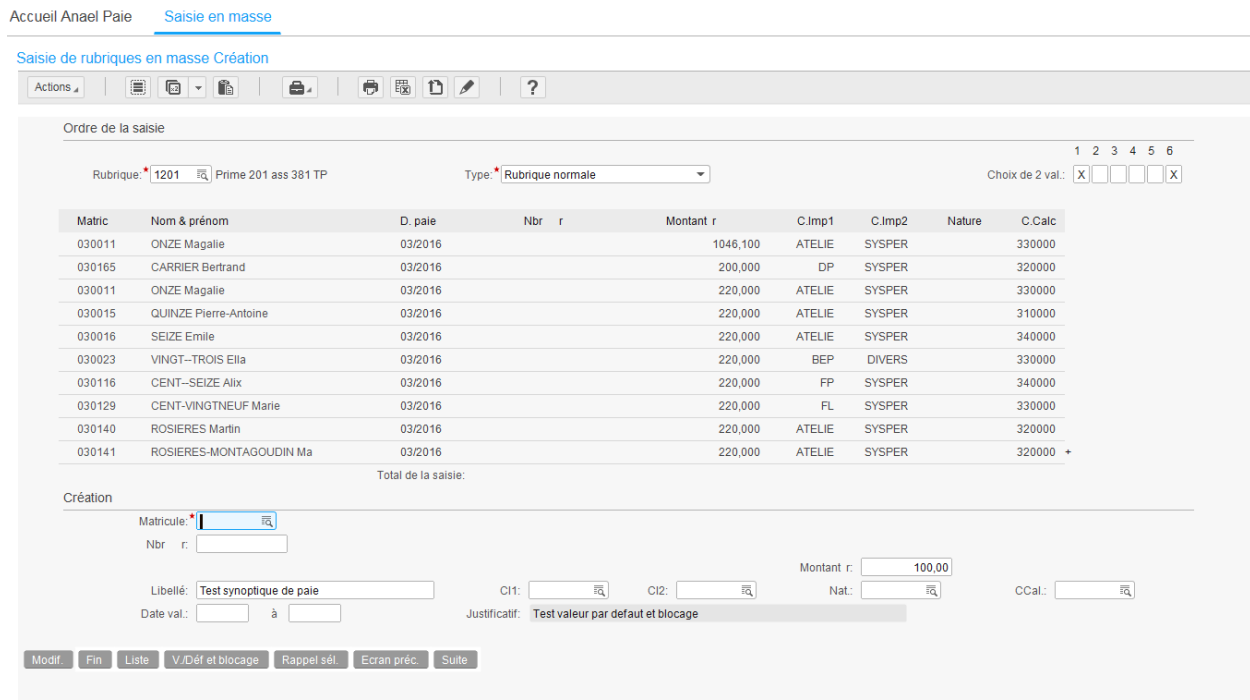 Accueil Anael Paie Saisie en masse
Saisie de rubriques en masse Création
Actions x2 ?
Ordre de la saisie
1 2 3 4 5 6
Rubrique:* 1201 Prime 201 ass 381 TP Type:* Rubrique normale Choix de 2 val.: X X
Matric Nom & prénom D. paie Nbr r Montant r C.Imp1 C.Imp2 Nature C.Calc
030011 ONZE Magalie 03/2016 1046,100 ATELIE SYSPER 330000
030165 CARRIER Bertrand 03/2016 200,000 DP SYSPER 320000
030011 ONZE Magalie 03/2016 220,000 ATELIE SYSPER 330000
030015 QUINZE Pierre-Antoine 03/2016 220,000 ATELIE SYSPER 310000
030016 SEIZE Emile 03/2016 220,000 ATELIE SYSPER 340000
030023 VINGT--TROIS Ella 03/2016 220,000 BEP DIVERS 330000
030116 CENT--SEIZE Alix 03/2016 220,000 FP SYSPER 340000
030129 CENT-VINGTNEUF Marie 03/2016 220,000 FL SYSPER 330000
030140 ROSIERES Martin 03/2016 220,000 ATELIE SYSPER 320000
030141 ROSIERES-MONTAGOUDIN Ma 03/2016 220,000 ATELIE SYSPER 320000 +
Total de la saisie:
Création
Matricule:*
Nbr r:
Montant r: 100,00
Libellé: Test synoptique de paie CI1: CI2: Nat.: CCal.:
Date val.: à Justificatif: Test valeur par defaut et blocage
Modif. Fin Liste V./Déf et blocage Rappel sél. Ecran préc. Suite